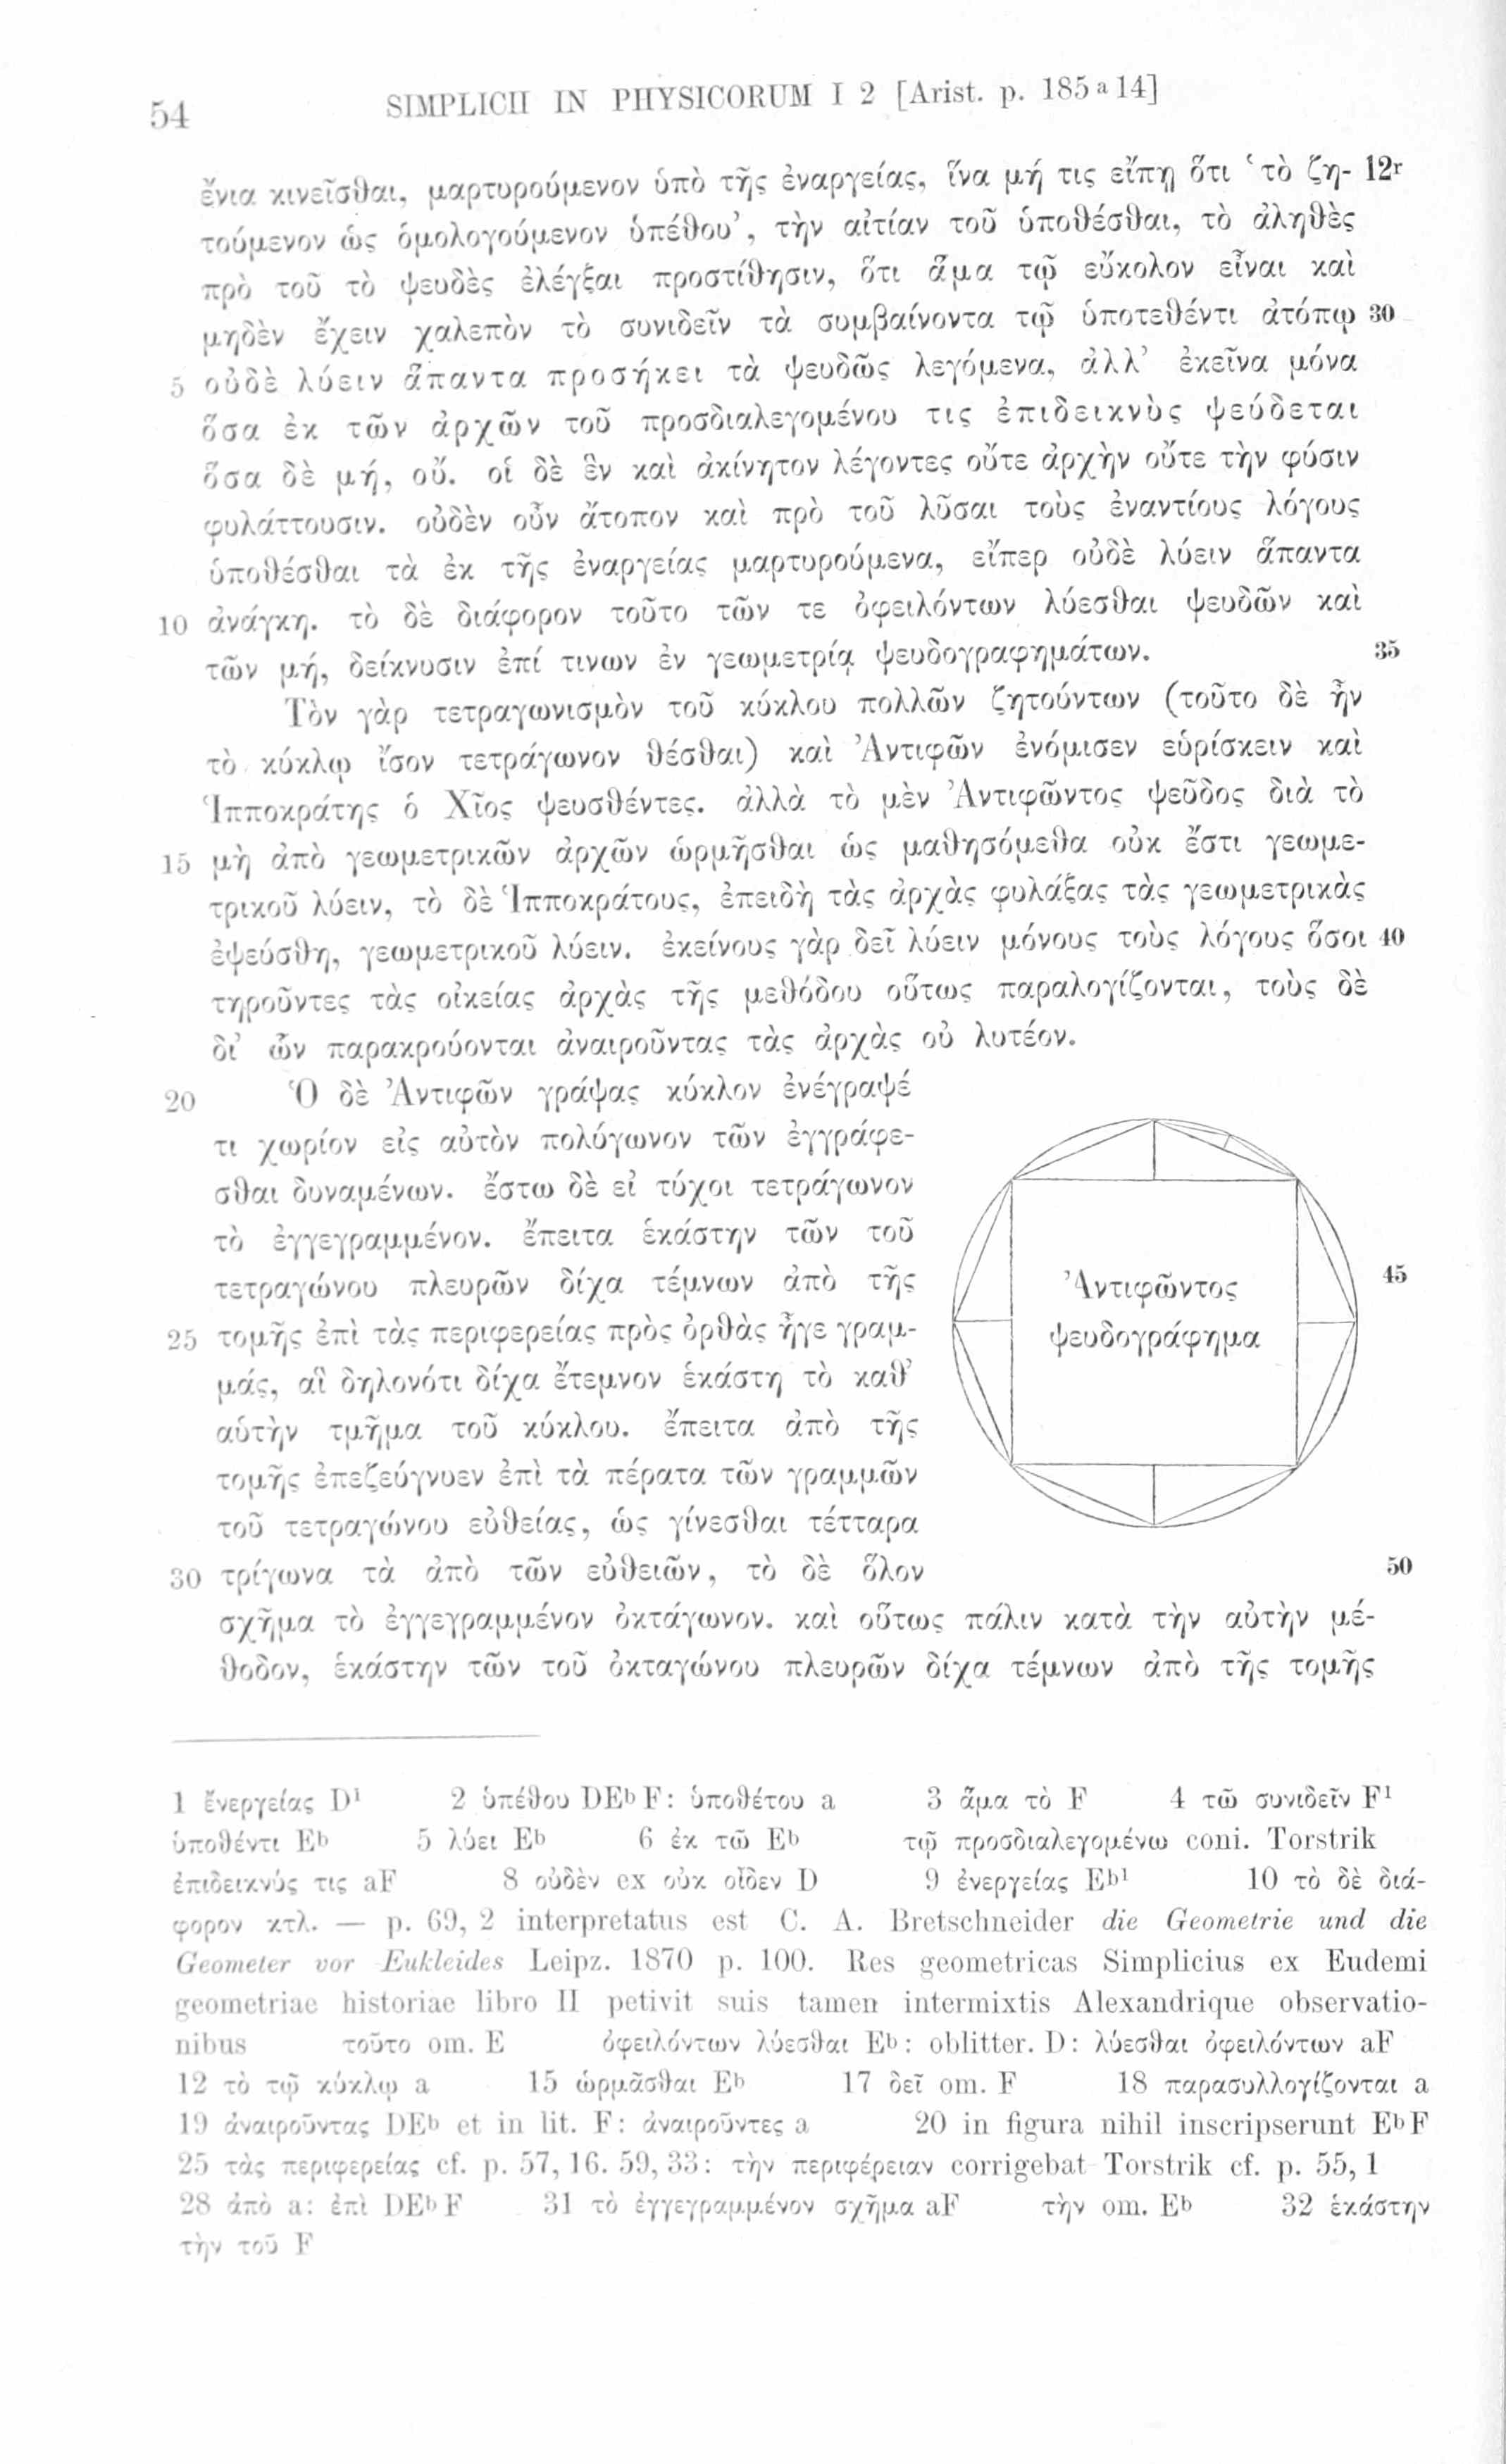 54 SIMPLICII IN PHYSICORUM I 2 [Arist. p. 185 a 14]
ἔνια κινεῖσθαι, μαρτυρούμενον ὑπὸ τῆς ἐναργείας, ἵνα μή τις εἴπῃ ὅτι ‘τὸ ζη- 12r
τούμενον ὡς ὁμολογούμενον ὑπέθου’, τὴν αἰτίαν τοῦ ὑποθέσθαι, τὸ ἀληθὲς
πρὸ τοῦ τὸ ψευδὲς ἐλέγξαι προστίθησιν, ὅτι ἅμα τῷ εὔκολον εἶναι καὶ
μηδὲν ἔχειν χαλεπὸν τὸ συνιδεῖν τὰ συμβαίνοντα τῷ ὑποτεθέντι ἀτόπῳ 30
5 οὐδὲ λύειν ἅπαντα προσήκει τὰ ψευδῶς λεγόμενα, ἀλλ’ ἐκεῖνα μόνα
ὅσα ἐκ τῶν ἀρχῶν τοῦ προσδιαλεγομένου τις ἐπιδεικνὺς ψεύδεται
ὅσα δὲ μή, οὔ. οἱ δὲ ἓν καὶ ἀκίνητον λέγοντες οὔτε ἀρχὴν οὔτε τὴν φύσιν
φυλάττουσιν. οὐδὲν οὖν ἄτοπον καὶ πρὸ τοῦ λῦσαι τοὺς ἐναντίους λόγους
ὑποθέσθαι τὰ ἐκ τῆς ἐναργείας μαρτυρούμενα, εἴπερ οὐδὲ λύειν ἅπαντα
10 ἀνάγκη. τὸ δὲ διάφορον τοῦτο τῶν τε ὀφειλόντων λύεσθαι ψευδῶν καὶ
τῶν μή, δείκνυσιν ἐπί τινων ἐν γεωμετρίᾳ ψευδογραφημάτων. 35
Τὸν γὰρ τετραγωνισμὸν τοῦ κύκλου πολλῶν ζητούντων (τοῦτο δὲ ἦν
τὸ κύκλῳ ἴσον τετράγωνον θέσθαι) καὶ Ἀντιφῶν ἐνόμισεν εὑρίσκειν καὶ
Ἱπποκράτης ὁ Χῖος ψευσθέντες. ἀλλὰ τὸ μὲν Ἀντιφῶντος ψεῦδος διὰ τὸ
15 μὴ ἀπὸ γεωμετρικῶν ἀρχῶν ὡρμῆσθαι ὡς μαθησόμεθα οὐκ ἔστι γεωμε-
τρικοῦ λύειν, τὸ δὲ Ἱπποκράτους, ἐπειδὴ τὰς ἀρχὰς φυλάξας τὰς γεωμετρικὰς
ἐψεύσθη, γεωμετρικοῦ λύειν. ἐκείνους γὰρ δεῖ λύειν μόνους τοὺς λόγους ὅσοι 40
τηροῦντες τὰς οἰκείας ἀρχὰς τῆς μεθόδου οὕτως παραλογίζονται, τοὺς δὲ
δι’ ὧν παρακρούονται ἀναιροῦντας τὰς ἀρχὰς οὐ λυτέον.
20 Ὁ δὲ Ἀντιφῶν γράψας κύκλον ἐνέγραψέ
τι χωρίον εἰς αὐτὸν πολύγωνον τῶν ἐγγράφε-
σθαι δυναμένων. ἔστω δὲ εἰ τύχοι τετράγωνον
τὸ ἐγγεγραμμένον. ἔπειτα ἑκάστην τῶν τοῦ
τετραγώνου πλευρῶν δίχα τέμνων ἀπὸ τῆς 45
25 τομῆς ἐπὶ τὰς περιφερείας πρὸς ὀρθὰς ἦγε γραμ-
μάς, αἳ δηλονότι δίχα ἔτεμνον ἑκάστη τὸ καθ’
αὑτὴν τμῆμα τοῦ κύκλου. ἔπειτα ἀπὸ τῆς
τομῆς ἐπεζεύγνυεν ἐπὶ τὰ πέρατα τῶν γραμμῶν
τοῦ τετραγώνου εὐθείας, ὡς γίνεσθαι τέτταρα
30 τρίγωνα τὰ ἀπὸ τῶν εὐθειῶν, τὸ δὲ ὅλον 50
Ἀντιφῶντος
ψευδογράφημα
σχῆμα τὸ ἐγγεγραμμένον ὀκτάγωνον. καὶ οὕτως πάλιν κατὰ τὴν αὐτὴν μέ-
θοδον, ἑκάστην τῶν τοῦ ὀκταγώνου πλευρῶν δίχα τέμνων ἀπὸ τῆς τομῆς
1 ἐνεργείας D¹ 2 ὑπέθου DEᵇF: ὑποθέτου a 3 ἅμα τὸ F 4 τῶ συνιδεῖν F¹
ὑποθέντι Eᵇ 5 λύει Eᵇ 6 ἐκ τῶ Eᵇ τῷ προσδιαλεγομένω coni. Torstrik
ἐπιδεικνύς τις aF 8 οὐδὲν ex οὐκ οἶδεν D 9 ἐνεργείας Eᵇ¹ 10 τὸ δὲ διά-
φορον κτλ. — p. 69, 2 interpretatus est C. A. Bretschneider die Geometrie und die
Geometer vor Eukleides Leipz. 1870 p. 100. Res geometricas Simplicius ex Eudemi
geometriae historiae libro II petivit suis tamen intermixtis Alexandrique observatio-
nibus τοῦτο om. E ὀφειλόντων λύεσθαι Eᵇ: oblitter. D: λύεσθαι ὀφειλόντων aF
12 τὸ τῷ κύκλῳ a 15 ὡρμᾶσθαι Eᵇ 17 δεῖ om. F 18 παρασυλλογίζονται a
19 ἀναιροῦντας DEᵇ et in lit. F: ἀναιροῦντες a 20 in figura nihil inscripserunt EᵇF
25 τὰς περιφερείας cf. p. 57, 16. 59, 33: τὴν περιφέρειαν corrigebat Torstrik cf. p. 55, 1
28 ἀπὸ a: ἐπὶ DEᵇF 31 τὸ ἐγγεγραμμένον σχῆμα aF τὴν om. Eᵇ 32 ἑκάστην
τὴν τοῦ F